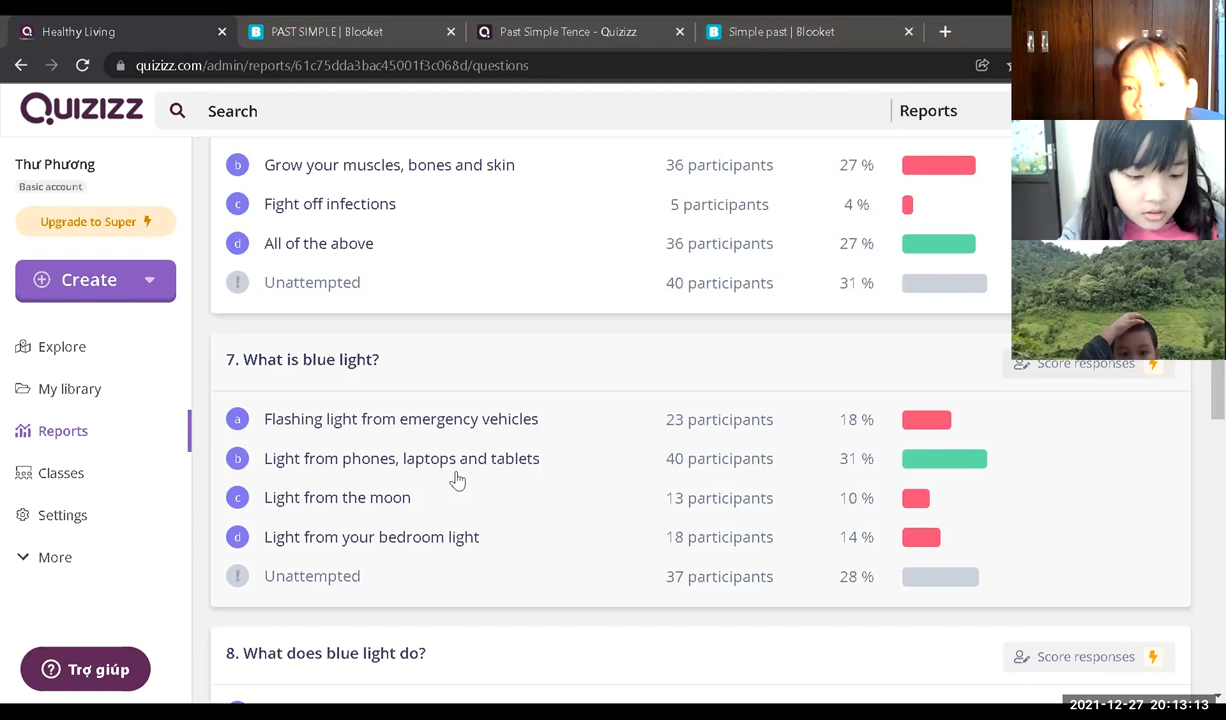 Healthy Living
PAST SIMPLE | Blooket
Past Simple Tence - Quizizz
Simple past | Blooket
quizizz.com/admin/reports/61c75dda3bac45001f3c068d/questions
QUIZIZZ
Search
Reports
Thư Phương
Basic account
Upgrade to Super
Create
Explore
My library
Reports
Classes
Settings
More
Trợ giúp
b Grow your muscles, bones and skin 36 participants 27 %
c Fight off infections 5 participants 4 %
d All of the above 36 participants 27 %
! Unattempted 40 participants 31 %
7. What is blue light?
Score responses
a Flashing light from emergency vehicles 23 participants 18 %
b Light from phones, laptops and tablets 40 participants 31 %
c Light from the moon 13 participants 10 %
d Light from your bedroom light 18 participants 14 %
! Unattempted 37 participants 28 %
8. What does blue light do?
Score responses
2021-12-27 20:13:13